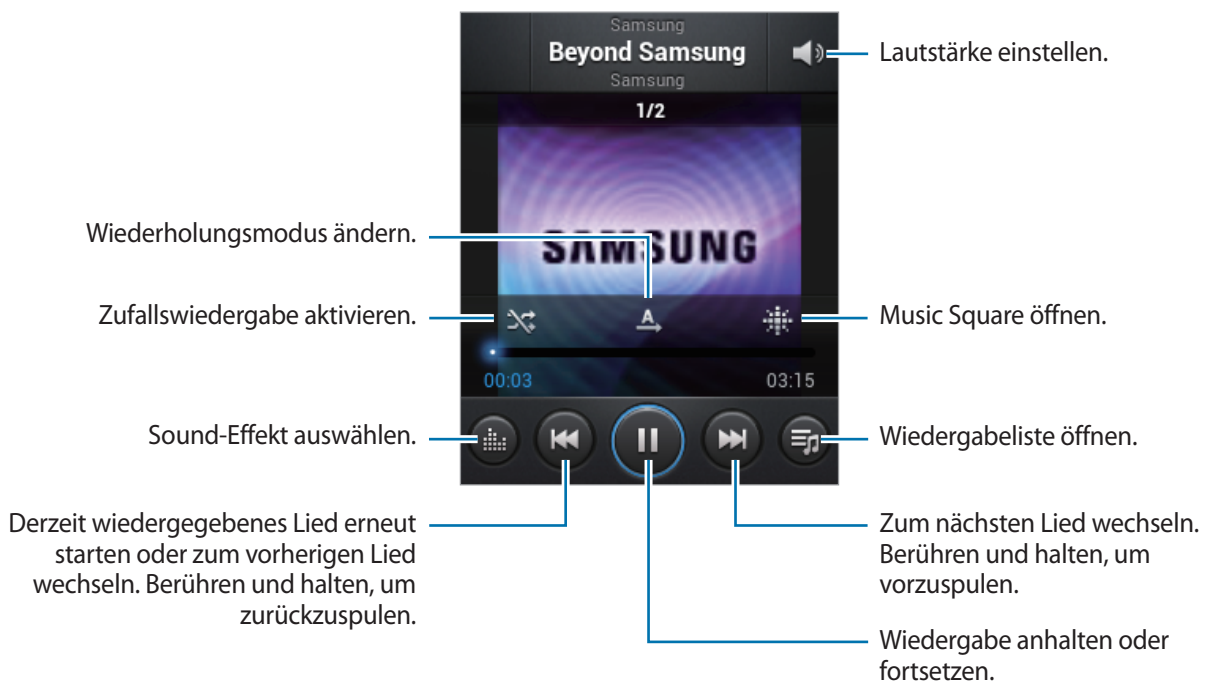 Samsung
Beyond Samsung
Samsung
Lautstärke einstellen.
1/2
Wiederholungsmodus ändern.
SAMSUNG
Zufallswiedergabe aktivieren.
A
Music Square öffnen.
00:03
03:15
Sound-Effekt auswählen.
Wiedergabeliste öffnen.
Derzeit wiedergegebenes Lied erneut
starten oder zum vorherigen Lied
wechseln. Berühren und halten, um
zurückzuspulen.
Zum nächsten Lied wechseln.
Berühren und halten, um
vorzuspulen.
Wiedergabe anhalten oder
fortsetzen.